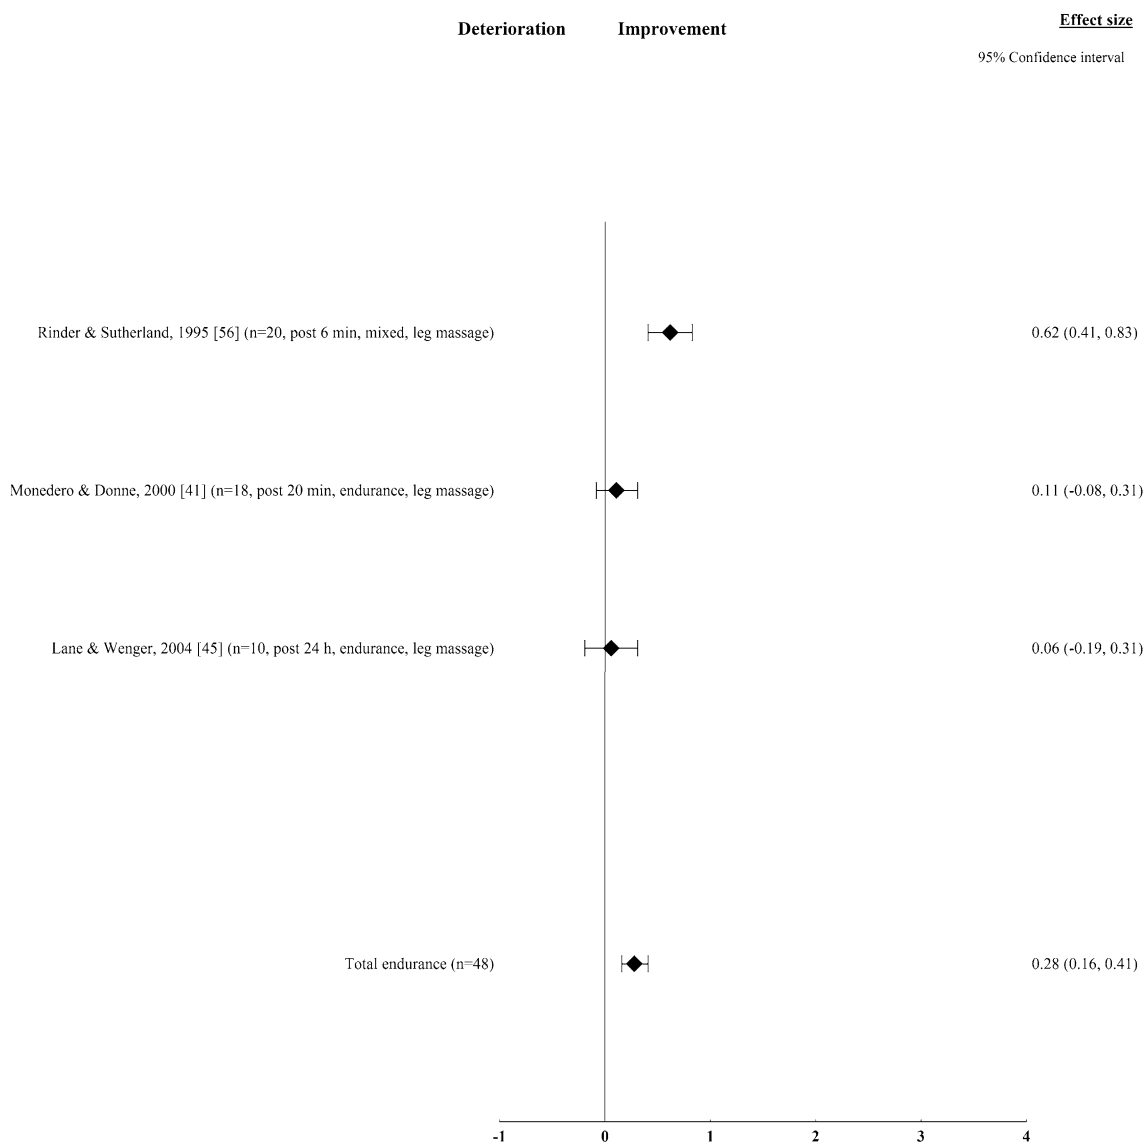 Deterioration Improvement Effect size
95% Confidence interval
Rinder & Sutherland, 1995 [56] (n=20, post 6 min, mixed, leg massage) 0.62 (0.41, 0.83)
Monedero & Donne, 2000 [41] (n=18, post 20 min, endurance, leg massage) 0.11 (-0.08, 0.31)
Lane & Wenger, 2004 [45] (n=10, post 24 h, endurance, leg massage) 0.06 (-0.19, 0.31)
Total endurance (n=48) 0.28 (0.16, 0.41)
-1 0 1 2 3 4